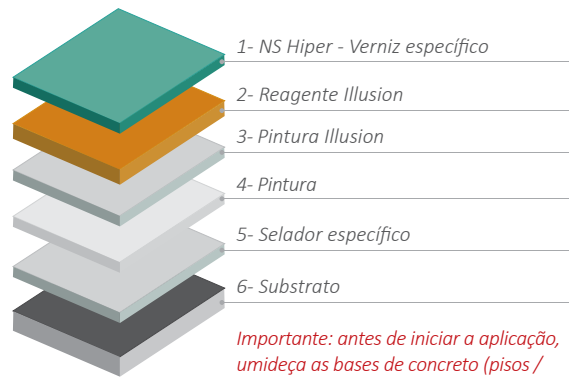 1- NS Hiper - Verniz específico
2- Reagente Illusion
3- Pintura Illusion
4- Pintura
5- Selador específico
6- Substrato
Importante: antes de iniciar a aplicação,
umideça as bases de concreto (pisos /